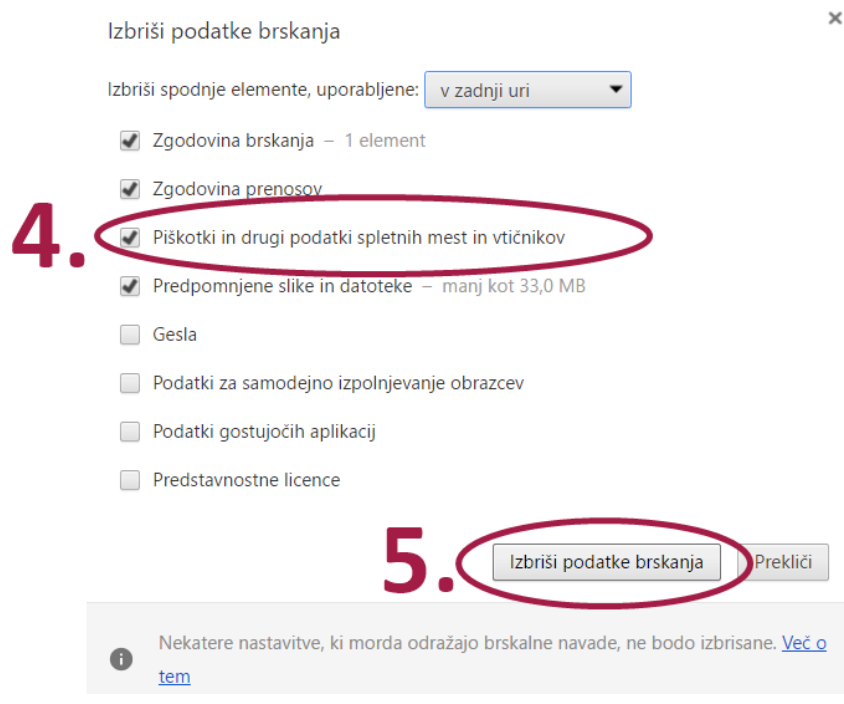 Izbriši podatke brskanja
Izbriši spodnje elemente, uporabljene: v zadnji uri
Zgodovina brskanja – 1 element
Zgodovina prenosov
4. Piškotki in drugi podatki spletnih mest in vtičnikov
Predpomnjene slike in datoteke – manj kot 33,0 MB
Gesla
Podatki za samodejno izpolnjevanje obrazcev
Podatki gostujočih aplikacij
Predstavnostne licence
5. Izbriši podatke brskanja Prekliči
Nekatere nastavitve, ki morda odražajo brskalne navade, ne bodo izbrisane. Več o
tem